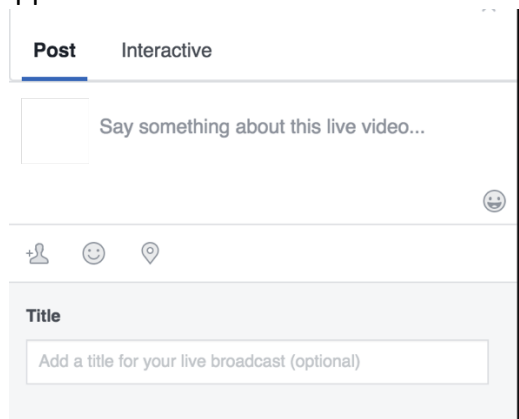 Post Interactive
Say something about this live video...
Title
Add a title for your live broadcast (optional)